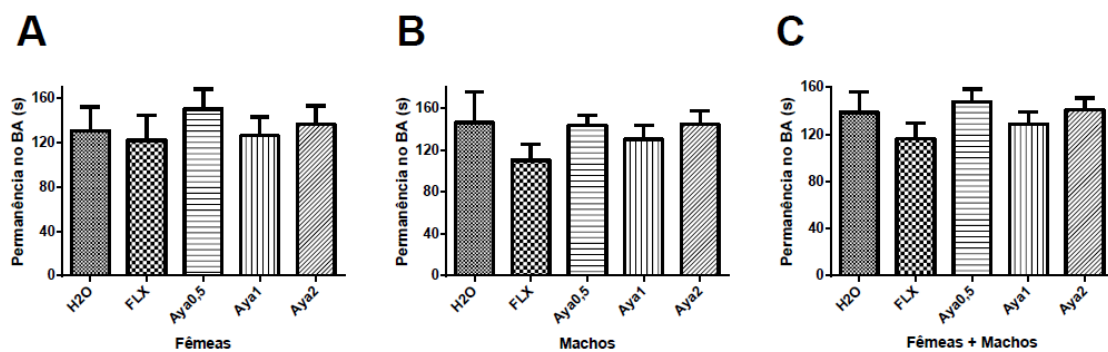 A
Permanência no BA (s)
160
120
80
40
0
H2O
FLX
Aya0,5
Aya1
Aya2
Fêmeas
B
Permanência no BA (s)
160
120
80
40
0
H2O
FLX
Aya0,5
Aya1
Aya2
Machos
C
Permanência no BA (s)
160
120
80
40
0
H2O
FLX
Aya0,5
Aya1
Aya2
Fêmeas + Machos